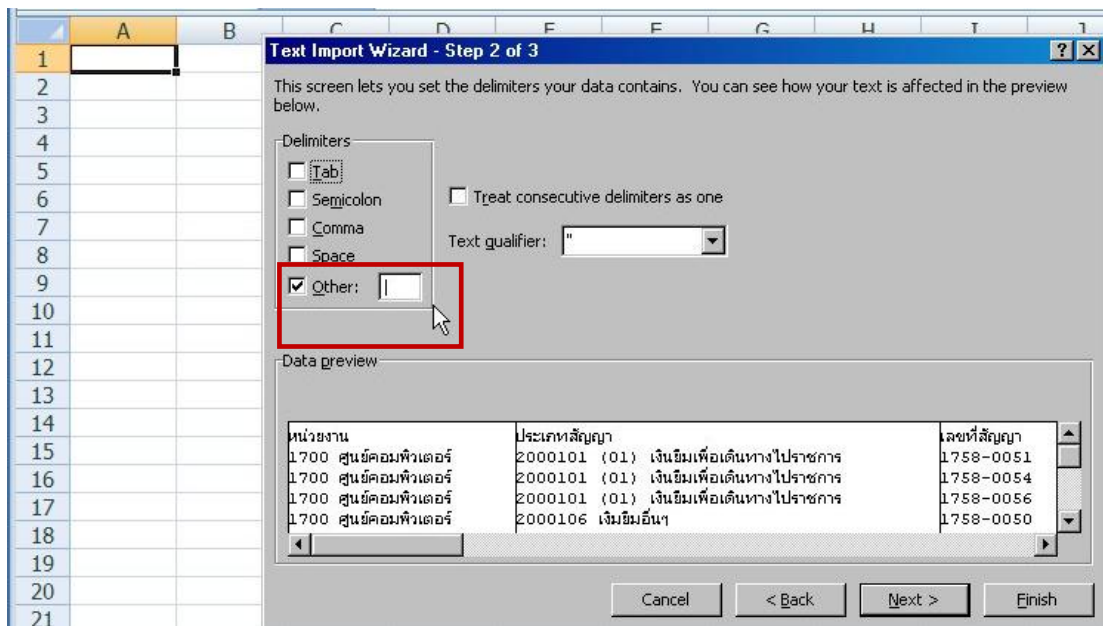 A B C D E F G H I J
Text Import Wizard - Step 2 of 3
1
This screen lets you set the delimiters your data contains. You can see how your text is affected in the preview
below.
2
3
Delimiters
4
Tab
5
Semicolon
Treat consecutive delimiters as one
6
Comma
7
Text qualifier: "
Space
8
Other: |
9
10
11
Data preview
12
13
14
หน่วยงาน ประเภทสัญญา เลขที่สัญญา
15
1700 ศูนย์คอมพิวเตอร์ 2000101 (01) เงินยืมเพื่อเดินทางไปราชการ 1758-0051
16
1700 ศูนย์คอมพิวเตอร์ 2000101 (01) เงินยืมเพื่อเดินทางไปราชการ 1758-0054
1700 ศูนย์คอมพิวเตอร์ 2000101 (01) เงินยืมเพื่อเดินทางไปราชการ 1758-0056
17
1700 ศูนย์คอมพิวเตอร์ 2000106 เงินยืมอื่นๆ 1758-0050
18
19
20
Cancel < Back Next > Finish
21